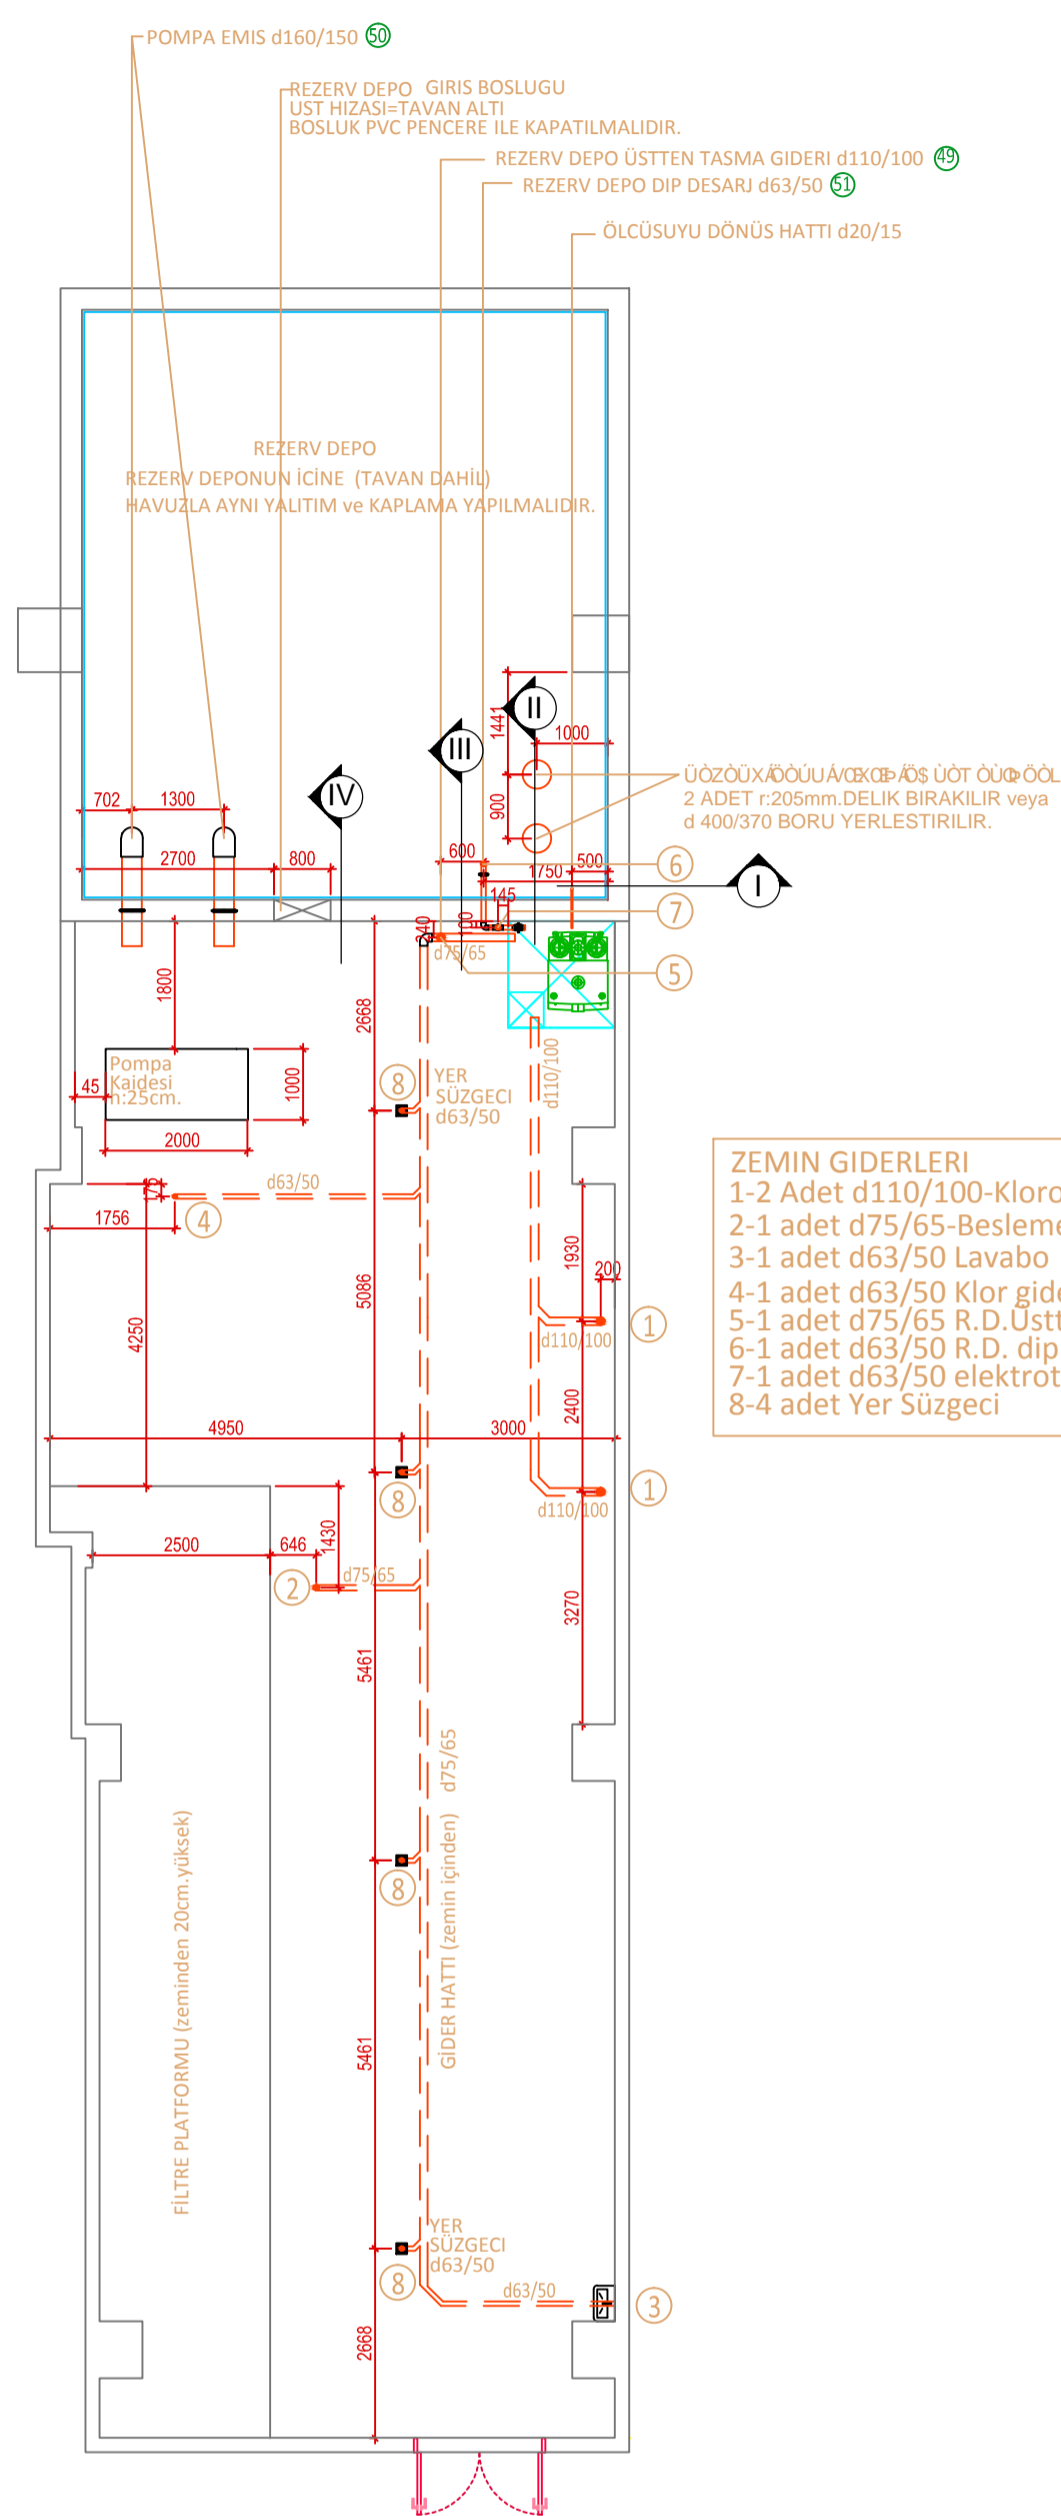 POMPA EMIS d160/150 50
REZERV DEPO GIRIS BOSLUGU
UST HIZASI=TAVAN ALTI
BOSLUK PVC PENCERE ILE KAPATILMALIDIR.
REZERV DEPO ÜSTTEN TASMA GIDERI d110/100 49
REZERV DEPO DIP DESARJ d63/50 51
ÖLCÜSUYU DÖNÜS HATTI d20/15
REZERV DEPO
REZERV DEPONUN İCİNE (TAVAN DAHİL)
HAVUZLA AYNI YALITIM ve KAPLAMA YAPILMALIDIR.
II
1441
III
1000
IV
2 ADET r:205mm.DELIK BIRAKILIR veya
d 400/370 BORU YERLESTIRILIR.
702
1300
900
2700
800
600
500
1750
6
I
145
7
240
100
d75/65
5
1800
2668
d110/100
Pompa
Kaidesi
h:25cm.
45
1000
8
YER
SÜZGECI
d63/50
2000
175
d63/50
1756
4
ZEMIN GIDERLERI
1-2 Adet d110/100-Kloro
2-1 adet d75/65-Besleme
3-1 adet d63/50 Lavabo
4-1 adet d63/50 Klor gide
5-1 adet d75/65 R.D.Üstt
6-1 adet d63/50 R.D. dip
7-1 adet d63/50 elektrot
8-4 adet Yer Süzgeci
1930
200
5086
4250
1
d110/100
2400
4950
3000
8
1
d110/100
1430
2500
646
d75/65
2
3270
5461
d75/65
GİDER HATTI (zemin içinden)
FİLTRE PLATFORMU (zeminden 20cm.yüksek)
8
5461
YER
SÜZGECI
d63/50
8
d63/50
3
2668